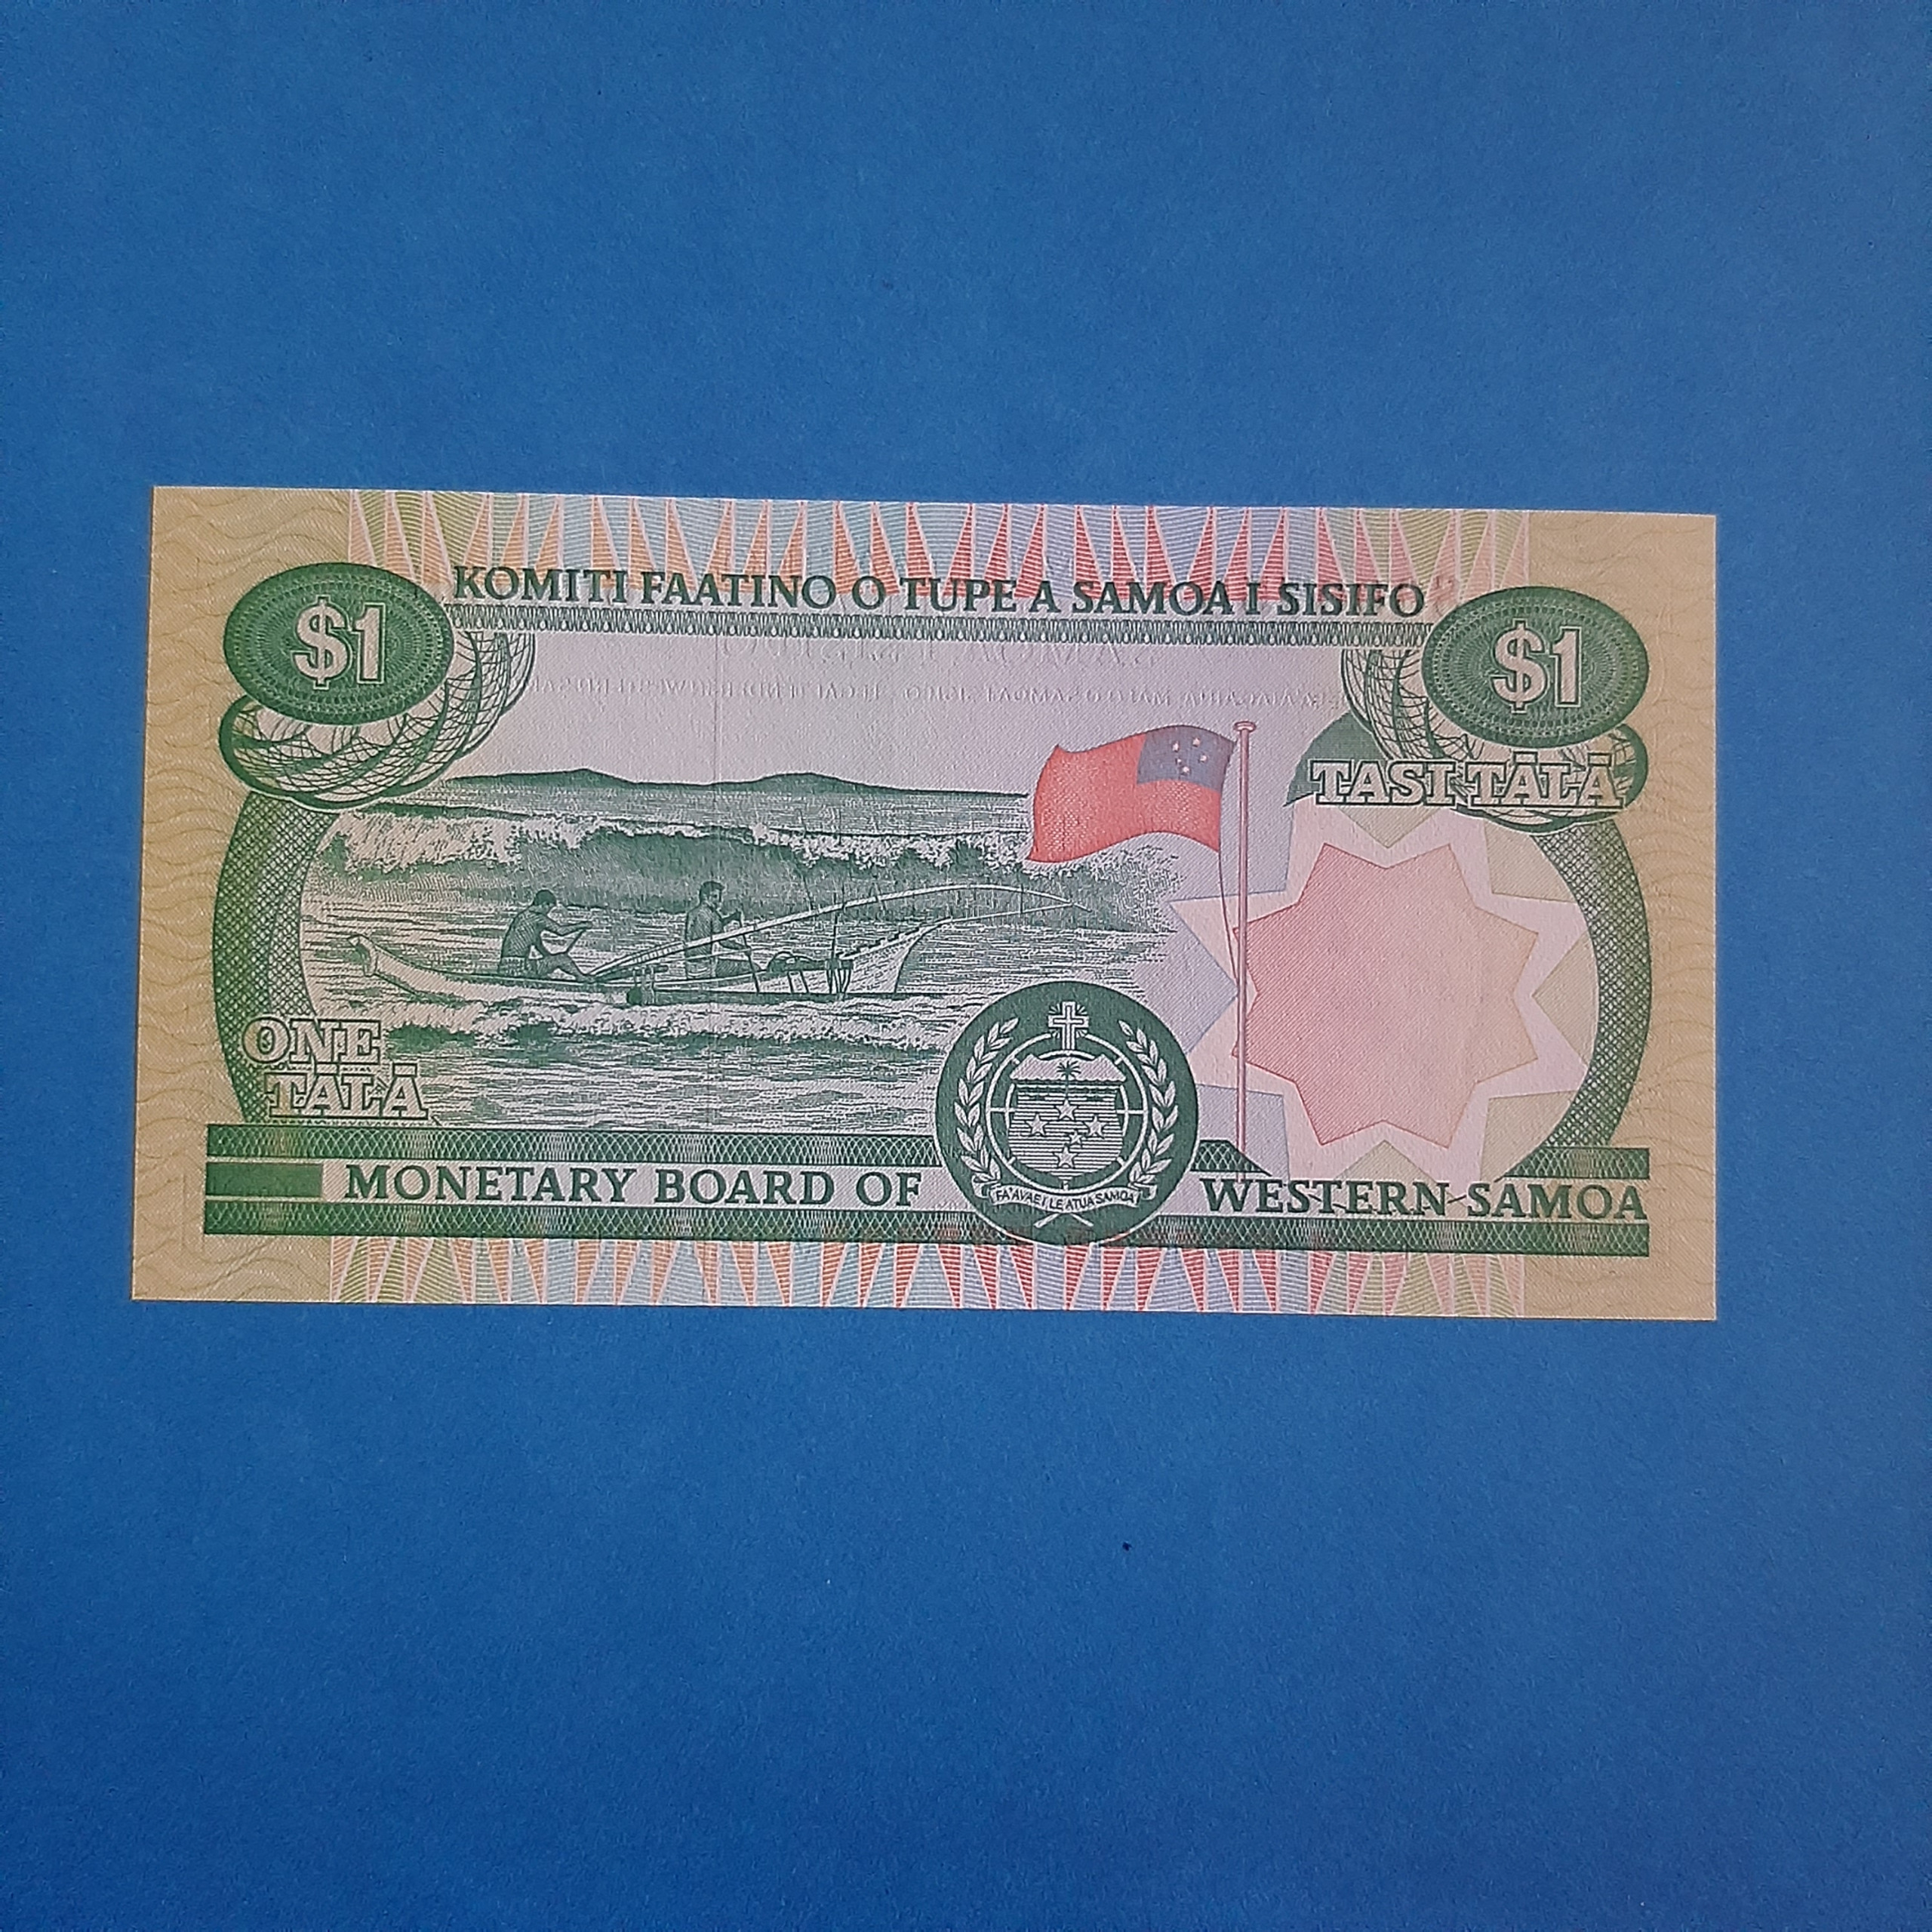 KOMITI FAATINO O TUPE A SAMOA I SISIFO
$1
$1
TASI TĀLĀ
ONE
TĀLĀ
MONETARY BOARD OF WESTERN SAMOA
FA'AVAE I LE ATUA SAMOA